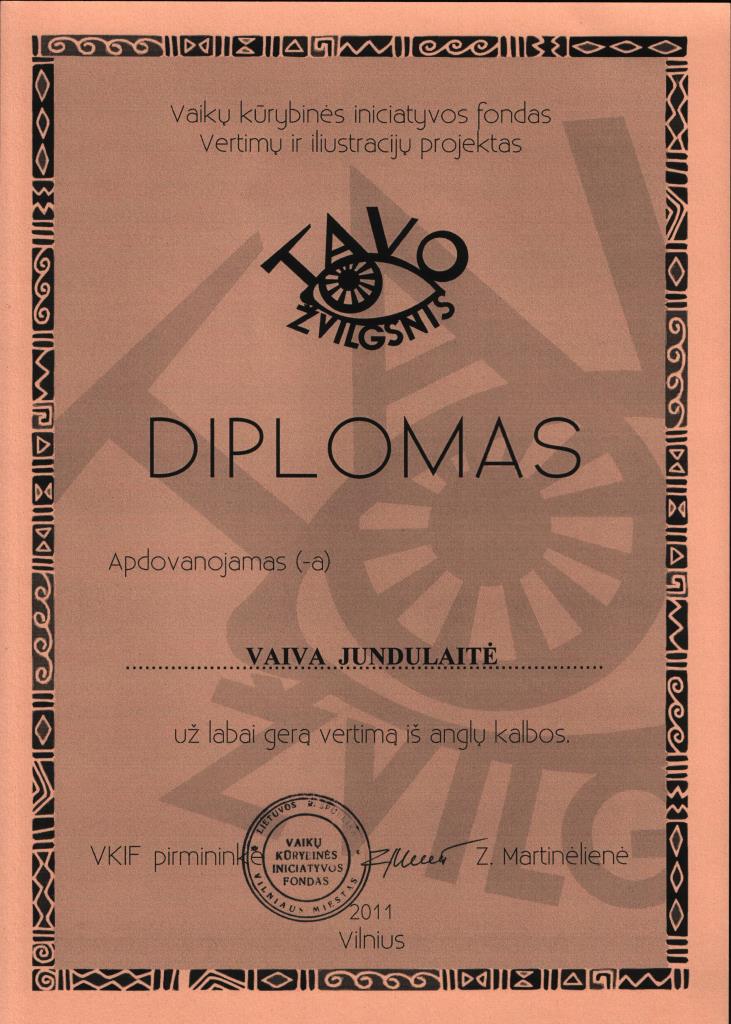 Vaikų kūrybinės iniciatyvos fondas
Vertimų ir iliustracijų projektas
TAVO
ŽVILGSNIS
DIPLOMAS
Apdovanojamas (-a)
VAIVA JUNDULAITĖ
už labai gerą vertimą iš anglų kalbos.
VKIF pirmininkė
Z. Martinėlienė
LIETUVOS
VAIKŲ
KŪRYBINĖS
INICIATYVOS
FONDAS
VILNIAUS MIESTAS
2011
Vilnius
ŽVILG